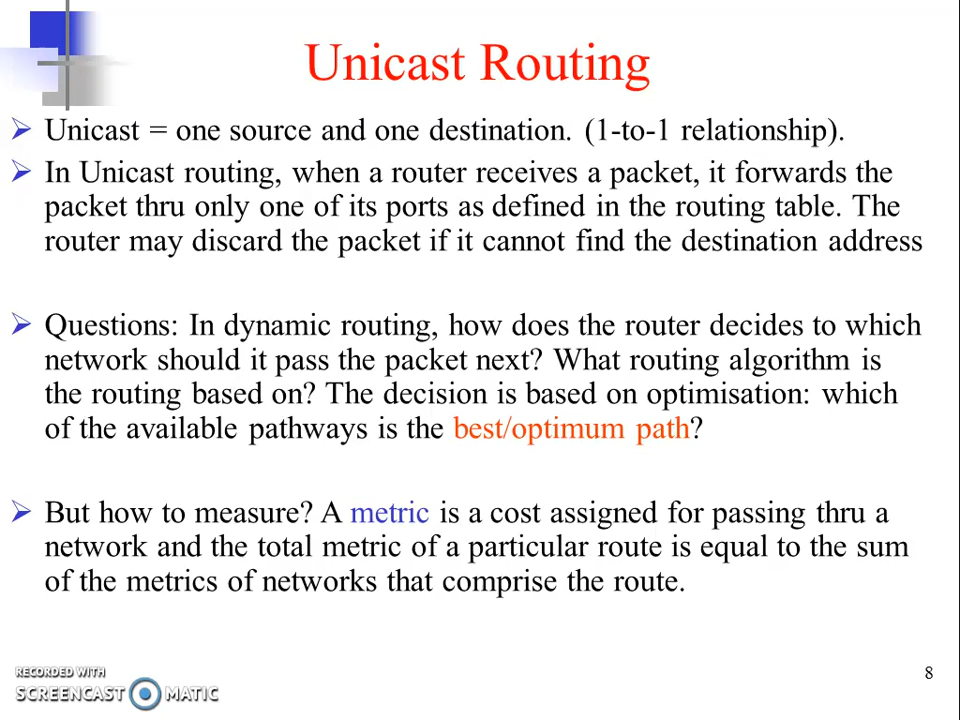 Unicast Routing
Unicast = one source and one destination. (1-to-1 relationship).
In Unicast routing, when a router receives a packet, it forwards the
packet thru only one of its ports as defined in the routing table. The
router may discard the packet if it cannot find the destination address
Questions: In dynamic routing, how does the router decides to which
network should it pass the packet next? What routing algorithm is
the routing based on? The decision is based on optimisation: which
of the available pathways is the best/optimum path?
But how to measure? A metric is a cost assigned for passing thru a
network and the total metric of a particular route is equal to the sum
of the metrics of networks that comprise the route.
RECORDED WITH
SCREENCAST MATIC
8